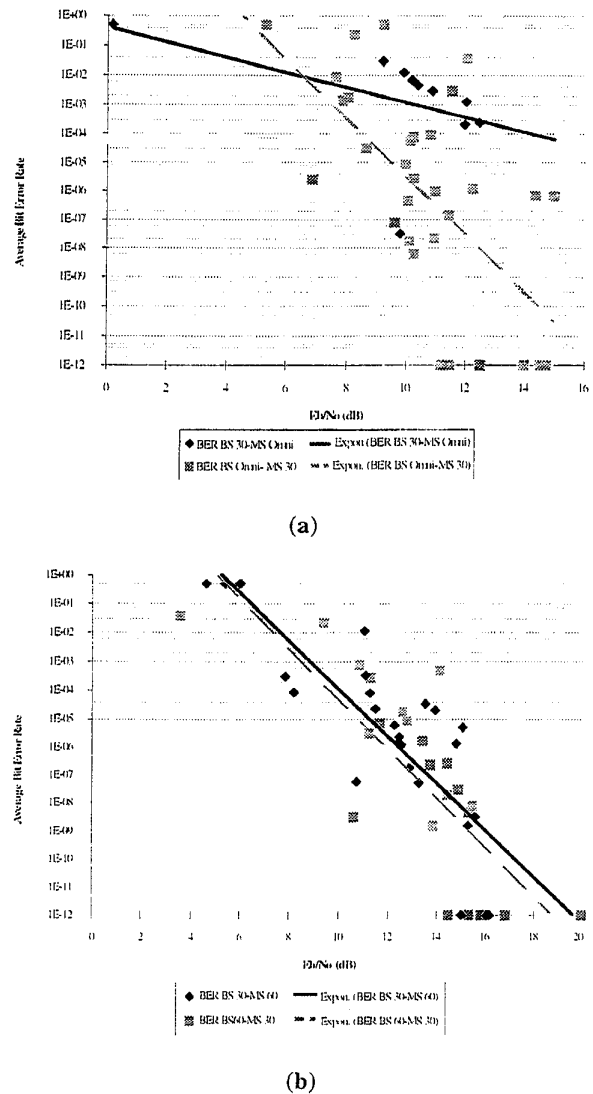 1E+00
1E-01
1E-02
1E-03
1E-04
1E-05
1E-06
1E-07
1E-08
1E-09
1E-10
1E-11
1E-12
Average Bit Error Rate
0 2 4 6 8 10 12 14 16
Eb/No (dB)
BER BS 30-MS Omni Expon (BER BS 30-MS Omni)
BER BS Omni- MS 30 Expon. (BER BS Omni-MS 30)
(a)
1E+00
1E-01
1E-02
1E-03
1E-04
1E-05
1E-06
1E-07
1E-08
1E-09
1E-10
1E-11
1E-12
Average Bit Error Rate
0 2 4 6 8 10 12 14 16 18 20
Eb/No (dB)
BER BS 30-MS 60 Expon. (BER BS 30-MS 60)
BER BS60-MS 30 Expon. (BER BS 60-MS 30)
(b)